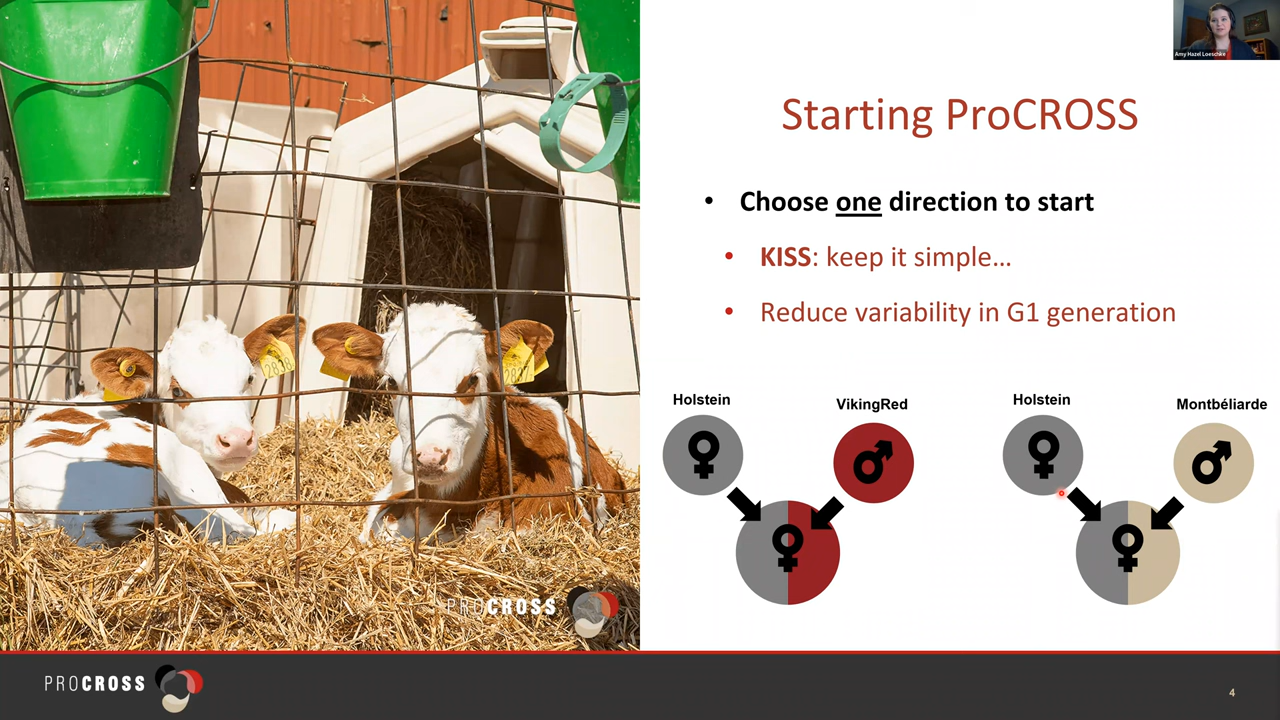 Amy Hazel Loeschke
Starting ProCROSS
• Choose one direction to start
• KISS: keep it simple…
• Reduce variability in G1 generation
Holstein
VikingRed
Holstein
Montbéliarde
2838
PROCROSS
PROCROSS
4